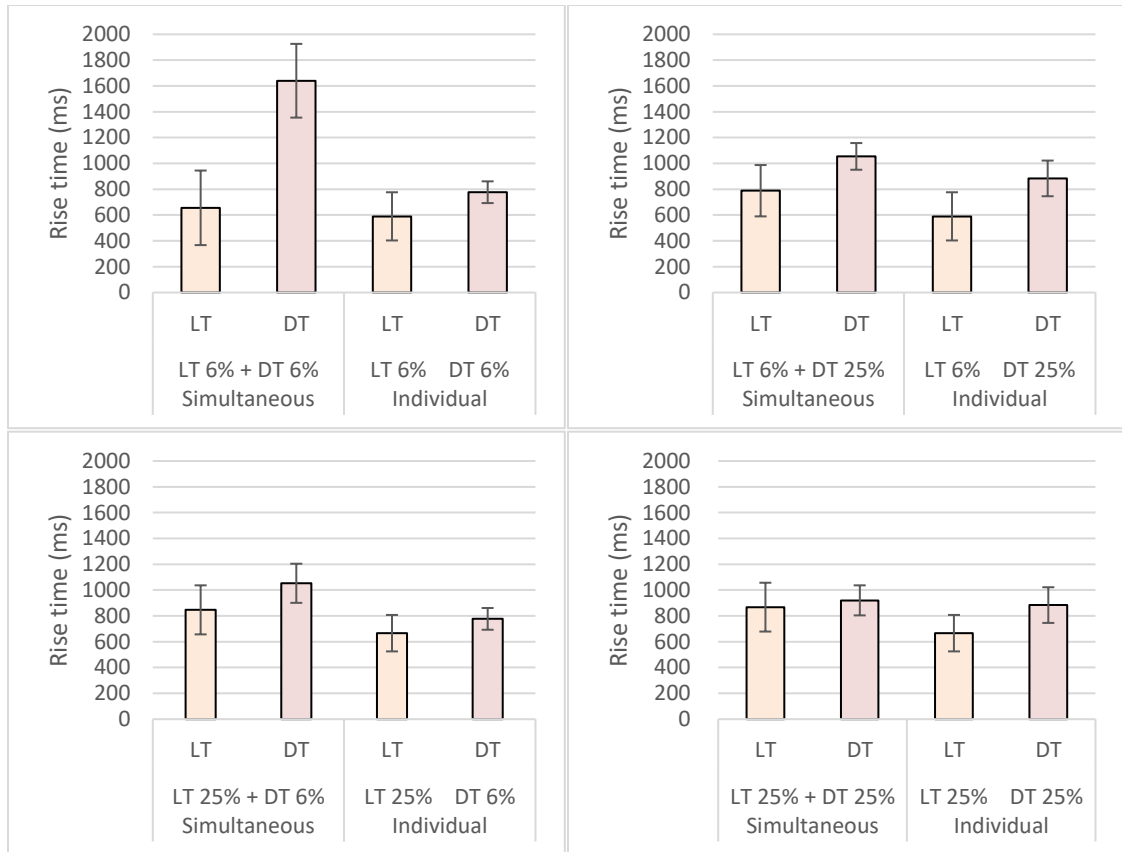 2000
1800
1600
1400
1200
1000
800
600
400
200
0
Rise time (ms)
LT DT LT DT
LT 6% + DT 6% LT 6% DT 6%
Simultaneous Individual
2000
1800
1600
1400
1200
1000
800
600
400
200
0
Rise time (ms)
LT DT LT DT
LT 6% + DT 25% LT 6% DT 25%
Simultaneous Individual
2000
1800
1600
1400
1200
1000
800
600
400
200
0
Rise time (ms)
LT DT LT DT
LT 25% + DT 6% LT 25% DT 6%
Simultaneous Individual
2000
1800
1600
1400
1200
1000
800
600
400
200
0
Rise time (ms)
LT DT LT DT
LT 25% + DT 25% LT 25% DT 25%
Simultaneous Individual